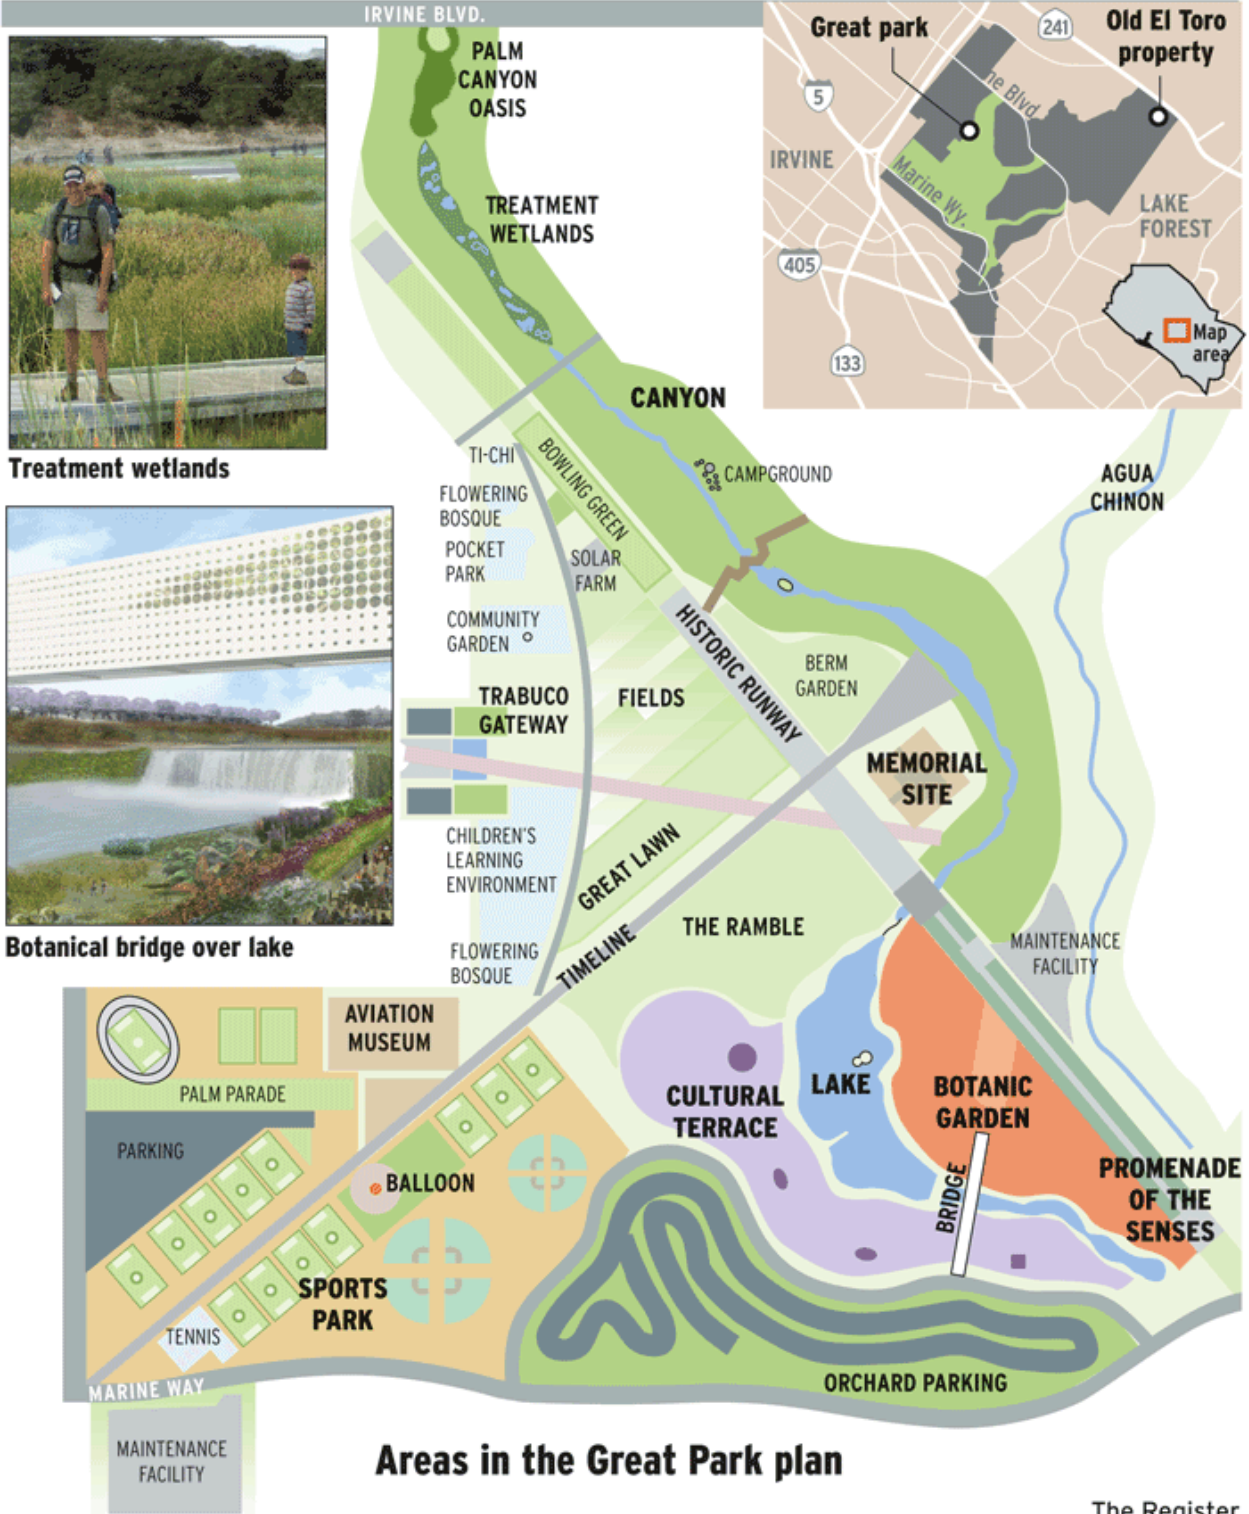 IRVINE BLVD.
PALM
CANYON
OASIS
TREATMENT
WETLANDS
Great park
Old El Toro
property
241
5
ne Blvd.
IRVINE
Marine Wy.
LAKE
FOREST
405
133
Map
area
Treatment wetlands
CANYON
CAMPGROUND
AGUA
CHINON
TI-CHI
BOWLING GREEN
FLOWERING
BOSQUE
POCKET
PARK
SOLAR
FARM
COMMUNITY
GARDEN
HISTORIC RUNWAY
BERM
GARDEN
TRABUCO
GATEWAY
FIELDS
MEMORIAL
SITE
CHILDREN'S
LEARNING
ENVIRONMENT
GREAT LAWN
THE RAMBLE
TIMELINE
FLOWERING
BOSQUE
MAINTENANCE
FACILITY
Botanical bridge over lake
AVIATION
MUSEUM
PALM PARADE
PARKING
LAKE
BOTANIC
GARDEN
CULTURAL
TERRACE
BALLOON
BRIDGE
PROMENADE
OF THE
SENSES
SPORTS
PARK
TENNIS
MARINE WAY
ORCHARD PARKING
MAINTENANCE
FACILITY
Areas in the Great Park plan
The Register